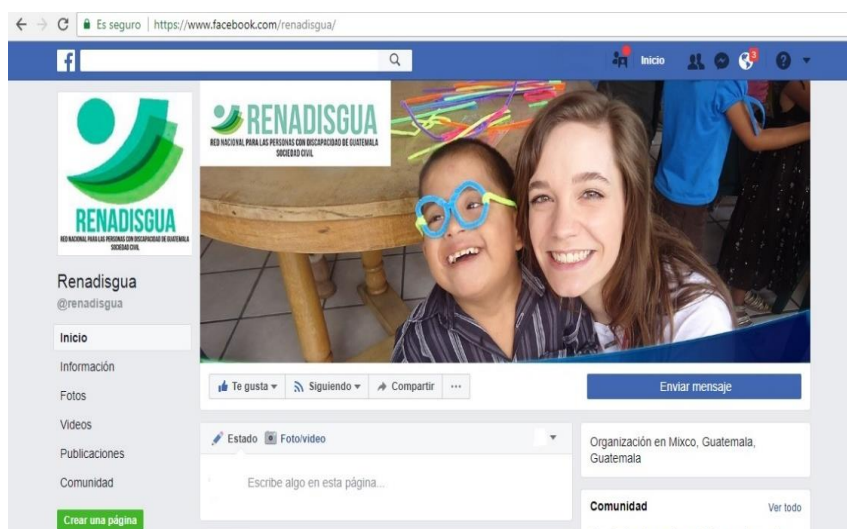 Es seguro | https://www.facebook.com/renadisgua/
f
Inicio
3
RENADISGUA
RED NACIONAL PARA LAS PERSONAS CON DISCAPACIDAD DE GUATEMALA
SOCIEDAD CIVIL
RENADISGUA
RED NACIONAL PARA LAS PERSONAS CON DISCAPACIDAD DE GUATEMALA
SOCIEDAD CIVIL
Renadisgua
@renadisgua
Inicio
Información
Fotos
Videos
Publicaciones
Comunidad
Crear una página
Te gusta
Siguiendo
Compartir
...
Enviar mensaje
Estado
Foto/video
Escribe algo en esta página...
Organización en Mixco, Guatemala,
Guatemala
Comunidad
Ver todo